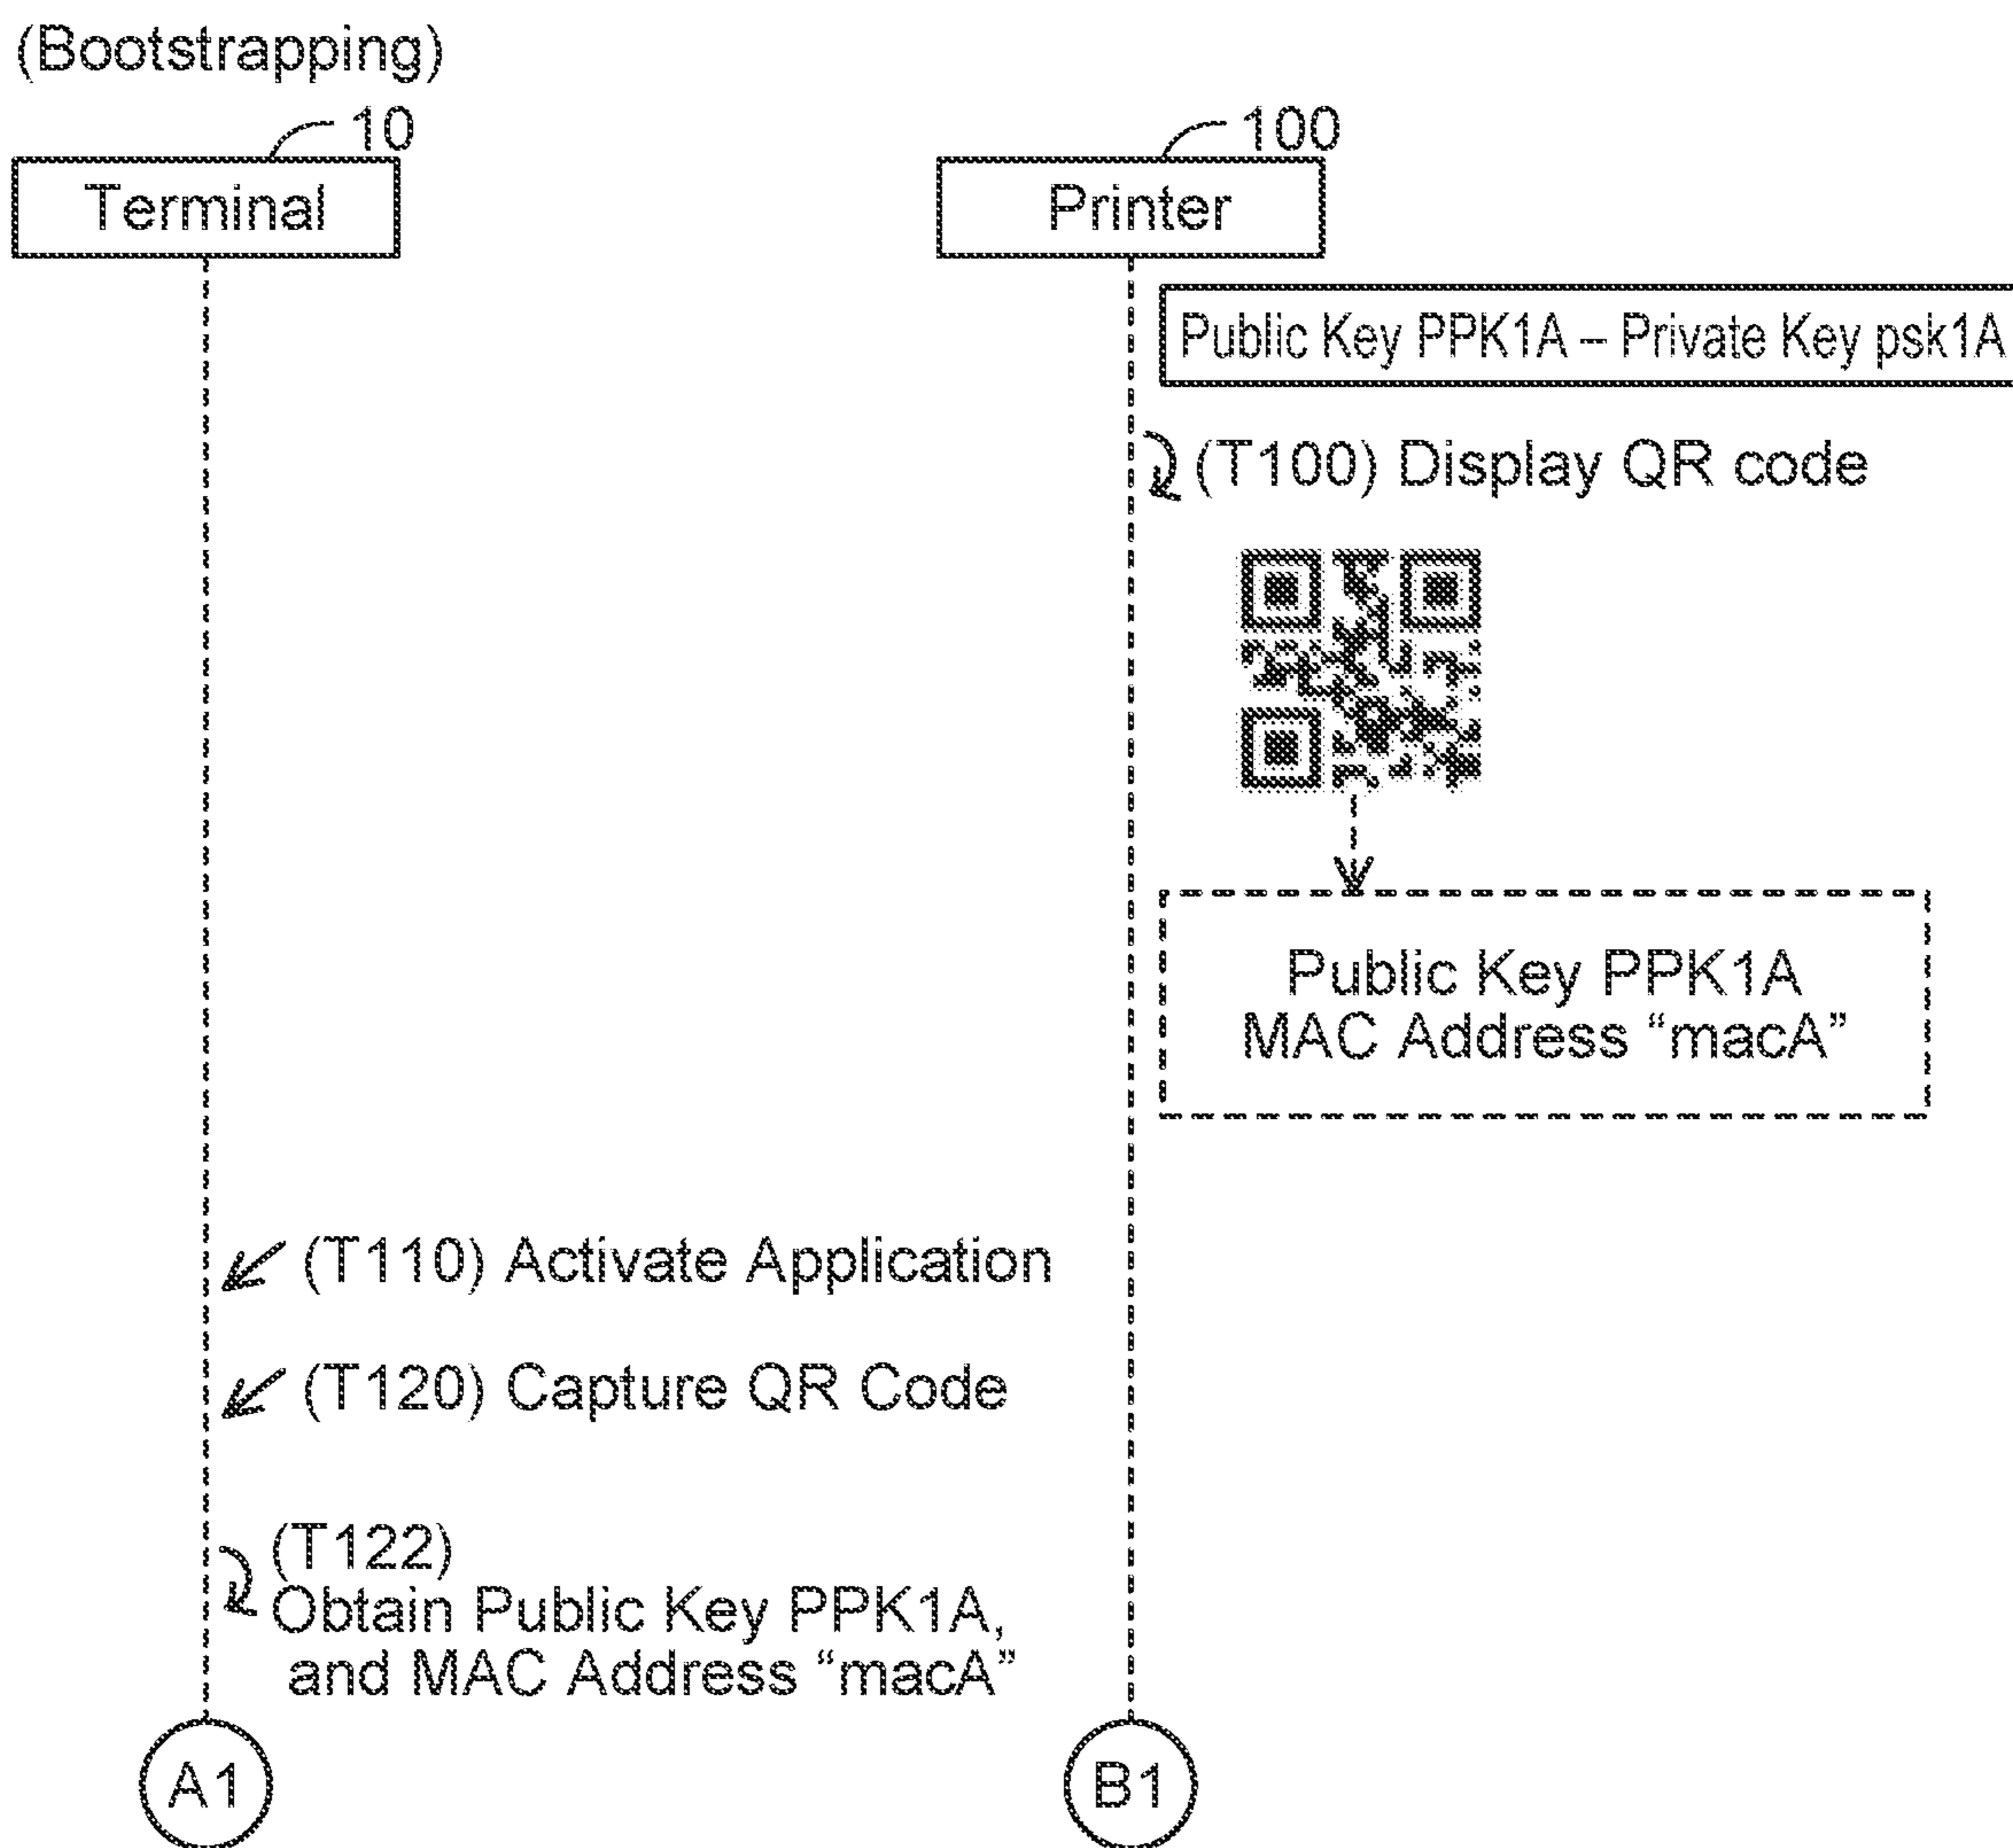 (Bootstrapping)
10
100
Terminal
Printer
Public Key PPK1A – Private Key psk1A
(T100) Display QR code
Public Key PPK1A
MAC Address “macA”
(T110) Activate Application
(T120) Capture QR Code
(T122)
Obtain Public Key PPK1A,
and MAC Address “macA”
A1
B1